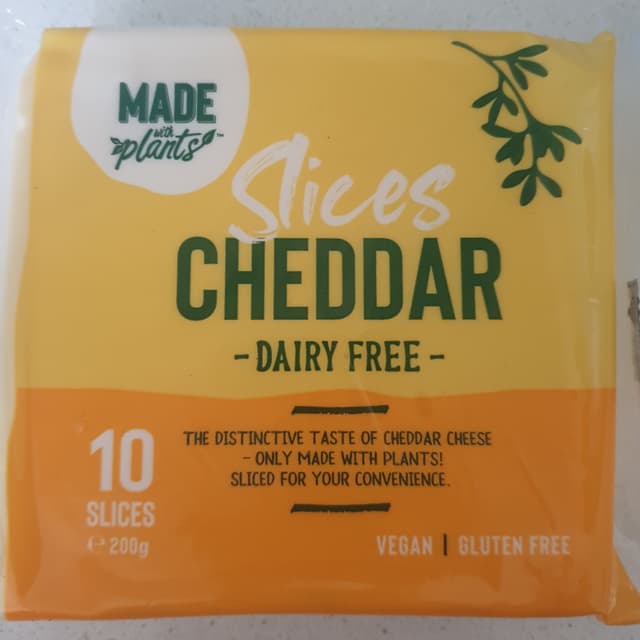 MADE
with
plants™
Slices
CHEDDAR
- DAIRY FREE -
THE DISTINCTIVE TASTE OF CHEDDAR CHEESE
- ONLY MADE WITH PLANTS!
SLICED FOR YOUR CONVENIENCE.
10
SLICES
200g
VEGAN | GLUTEN FREE